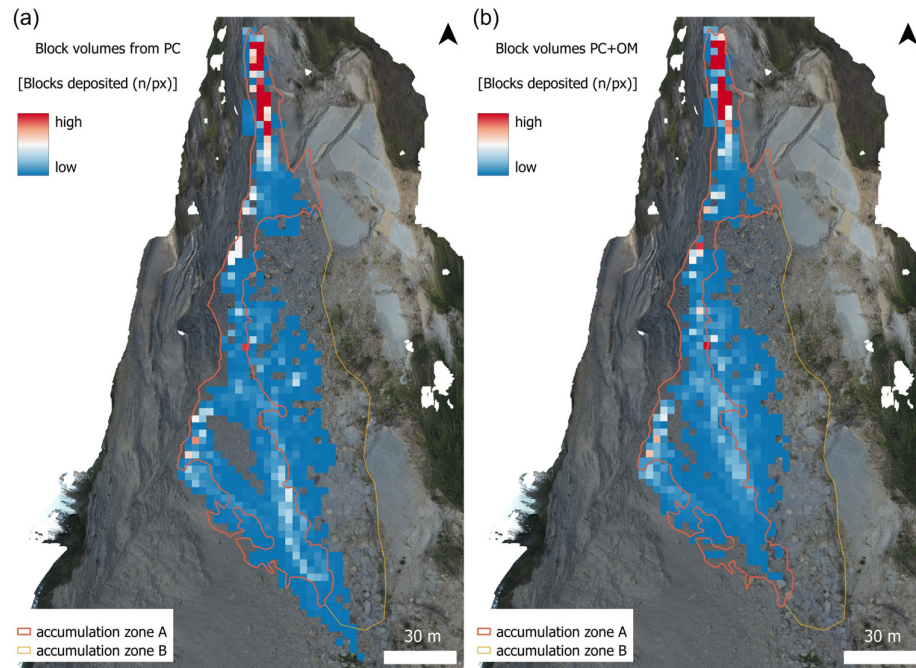 (a)
Block volumes from PC
[Blocks deposited (n/px)]
high
low
accumulation zone A
accumulation zone B
30 m
(b)
Block volumes PC+OM
[Blocks deposited (n/px)]
high
low
accumulation zone A
accumulation zone B
30 m